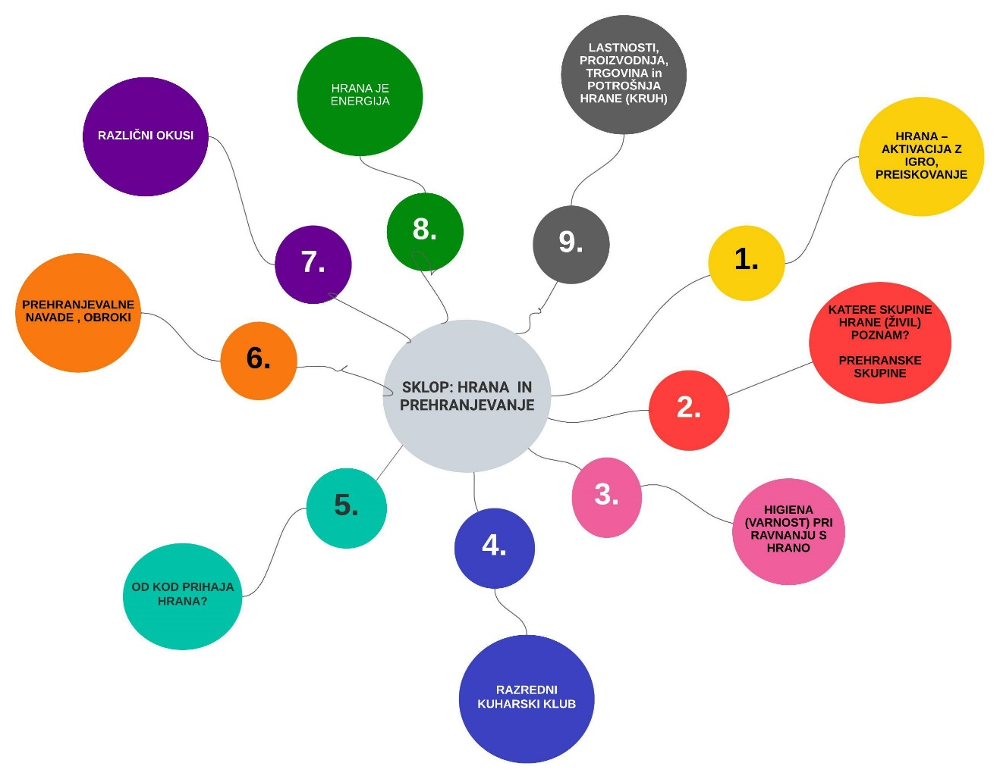 SKLOP: HRANA  IN
PREHRANJEVANJE
1.
HRANA –
AKTIVACIJA Z
IGRO,
PREISKOVANJE
2.
KATERE SKUPINE
HRANE (ŽIVIL)
POZNAM?
PREHRANSKE
SKUPINE
3.
HIGIENA
(VARNOST) PRI
RAVNANJU S
HRANO
4.
RAZREDNI
KUHARSKI KLUB
5.
OD KOD PRIHAJA
HRANA?
6.
PREHRANJEVALNE
NAVADE , OBROKI
7.
RAZLIČNI OKUSI
8.
HRANA JE
ENERGIJA
9.
LASTNOSTI,
PROIZVODNJA,
TRGOVINA in
POTROŠNJA
HRANE (KRUH)